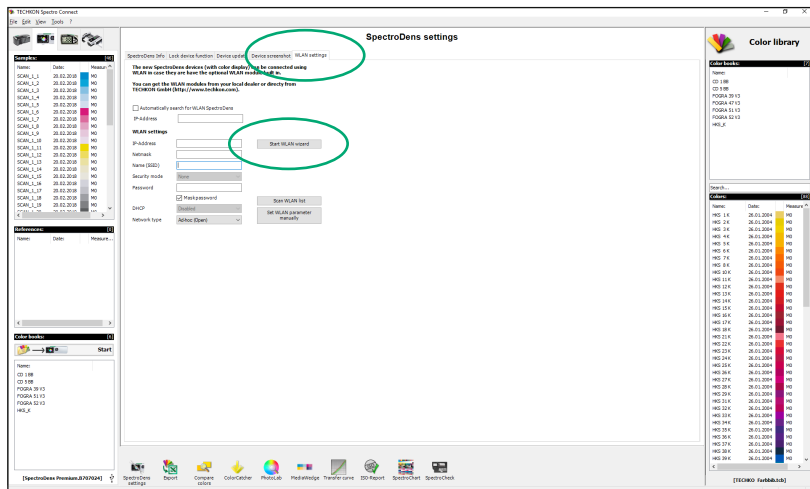 TECHKON Spectro Connect
File Edit View Tools ?
SpectroDens settings
Color library
SpectroDens Info
Lock device function
Device update
Device screenshot
WLAN settings
The new SpectroDens devices (with color display) can be connected using
WLAN in case they are have the optional WLAN module built in.
You can get the WLAN modules from your local dealer or directy from
TECHKON GmbH (http://www.techkon.com).
Automatically search for WLAN SpectroDens
IP-Address
WLAN settings
IP-Address
Start WLAN wizard
Netmask
Name (SSID)
Security mode
None
Password
Mask password
DHCP
Disabled
Network type
Adhoc (Open)
Scan WLAN list
Set WLAN parameter
manually
Samples:
Name: Date: Measur
SCAN_1_1 20.02.2018 M0
SCAN_1_2 20.02.2018 M0
SCAN_1_3 20.02.2018 M0
SCAN_1_4 20.02.2018 M0
SCAN_1_5 20.02.2018 M0
SCAN_1_6 20.02.2018 M0
SCAN_1_7 20.02.2018 M0
SCAN_1_8 20.02.2018 M0
SCAN_1_9 20.02.2018 M0
SCAN_1_10 20.02.2018 M0
SCAN_1_11 20.02.2018 M0
SCAN_1_12 20.02.2018 M0
SCAN_1_13 20.02.2018 M0
SCAN_1_14 20.02.2018 M0
SCAN_1_15 20.02.2018 M0
SCAN_1_16 20.02.2018 M0
SCAN_1_17 20.02.2018 M0
SCAN_1_18 20.02.2018 M0
SCAN_1_19 20.02.2018 M0
References: [0]
Name: Date: Measure...
Color books: [6]
Start
Name:
CD 1 BB
CD 5 BB
FOGRA 39 V3
FOGRA 51 V3
FOGRA 52 V3
HKS_K
[SpectroDens Premium.B707024]
SpectroDens
settings
Export
Compare
colors
ColorCatcher
PhotoLab
MediaWedge
Transfer curve
ISO-Report
SpectroChart
SpectroCheck
Color books: [7]
Name:
CD 1 BB
CD 5 BB
FOGRA 39 V3
FOGRA 47 V3
FOGRA 51 V3
FOGRA 52 V3
HKS_K
Search...
Colors:
Name: Date: Measure
HKS 1 K 26.01.2004 M0
HKS 2 K 26.01.2004 M0
HKS 3 K 26.01.2004 M0
HKS 4 K 26.01.2004 M0
HKS 5 K 26.01.2004 M0
HKS 6 K 26.01.2004 M0
HKS 7 K 26.01.2004 M0
HKS 8 K 26.01.2004 M0
HKS 10 K 26.01.2004 M0
HKS 11 K 26.01.2004 M0
HKS 12 K 26.01.2004 M0
HKS 13 K 26.01.2004 M0
HKS 14 K 26.01.2004 M0
HKS 15 K 26.01.2004 M0
HKS 16 K 26.01.2004 M0
HKS 17 K 26.01.2004 M0
HKS 18 K 26.01.2004 M0
HKS 21 K 26.01.2004 M0
HKS 22 K 26.01.2004 M0
HKS 23 K 26.01.2004 M0
HKS 24 K 26.01.2004 M0
HKS 25 K 26.01.2004 M0
HKS 26 K 26.01.2004 M0
HKS 27 K 26.01.2004 M0
HKS 28 K 26.01.2004 M0
HKS 29 K 26.01.2004 M0
HKS 31 K 26.01.2004 M0
HKS 32 K 26.01.2004 M0
HKS 33 K 26.01.2004 M0
HKS 34 K 26.01.2004 M0
HKS 35 K 26.01.2004 M0
HKS 36 K 26.01.2004 M0
HKS 37 K 26.01.2004 M0
HKS 38 K 26.01.2004 M0
HKS 39 K 26.01.2004 M0
[TECHKO Farbbib.tcb]